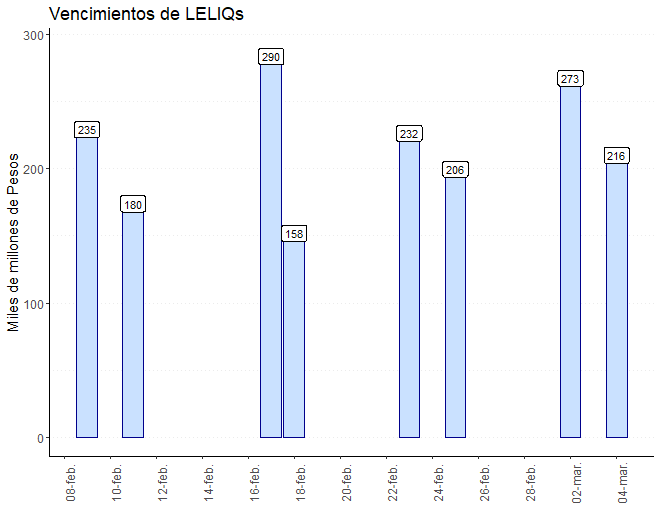 Vencimientos de LELIQs
Miles de millones de Pesos
300
200
100
0
235
180
290
158
232
206
273
216
08-feb.
10-feb.
12-feb.
14-feb.
16-feb.
18-feb.
20-feb.
22-feb.
24-feb.
26-feb.
28-feb.
02-mar.
04-mar.